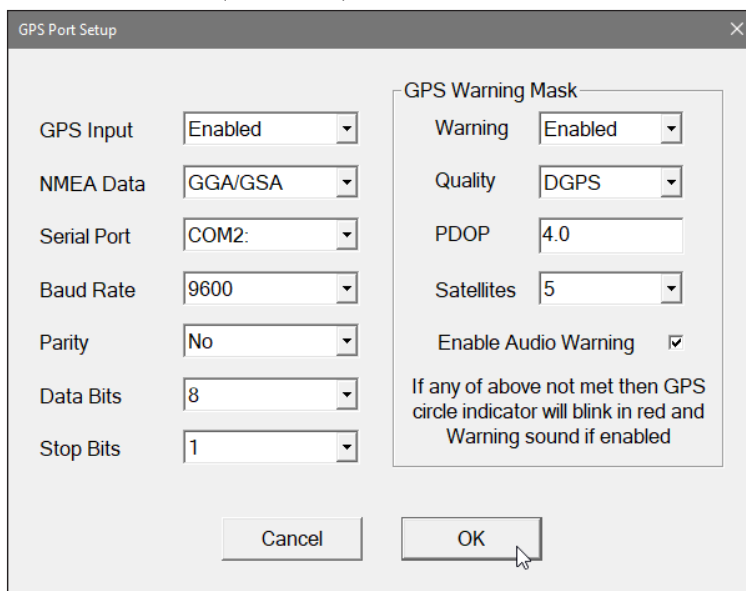 GPS Port Setup
GPS Input Enabled
NMEA Data GGA/GSA
Serial Port COM2:
Baud Rate 9600
Parity No
Data Bits 8
Stop Bits 1
GPS Warning Mask
Warning Enabled
Quality DGPS
PDOP 4.0
Satellites 5
Enable Audio Warning
If any of above not met then GPS
circle indicator will blink in red and
Warning sound if enabled
Cancel OK